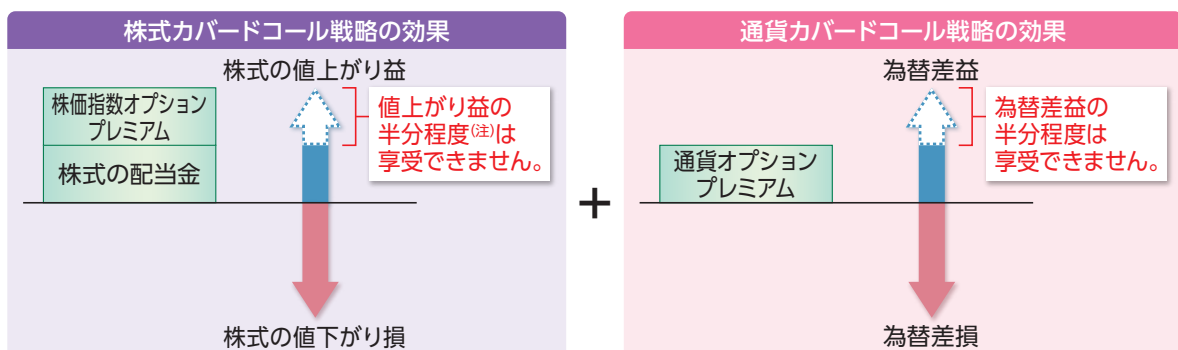 株式カバードコール戦略の効果
株式の値上がり益
株価指数オプション
プレミアム
株式の配当金
値上がり益の
半分程度(注)は
享受できません。
株式の値下がり損
+
通貨カバードコール戦略の効果
為替差益
通貨オプション
プレミアム
為替差益の
半分程度は
享受できません。
為替差損